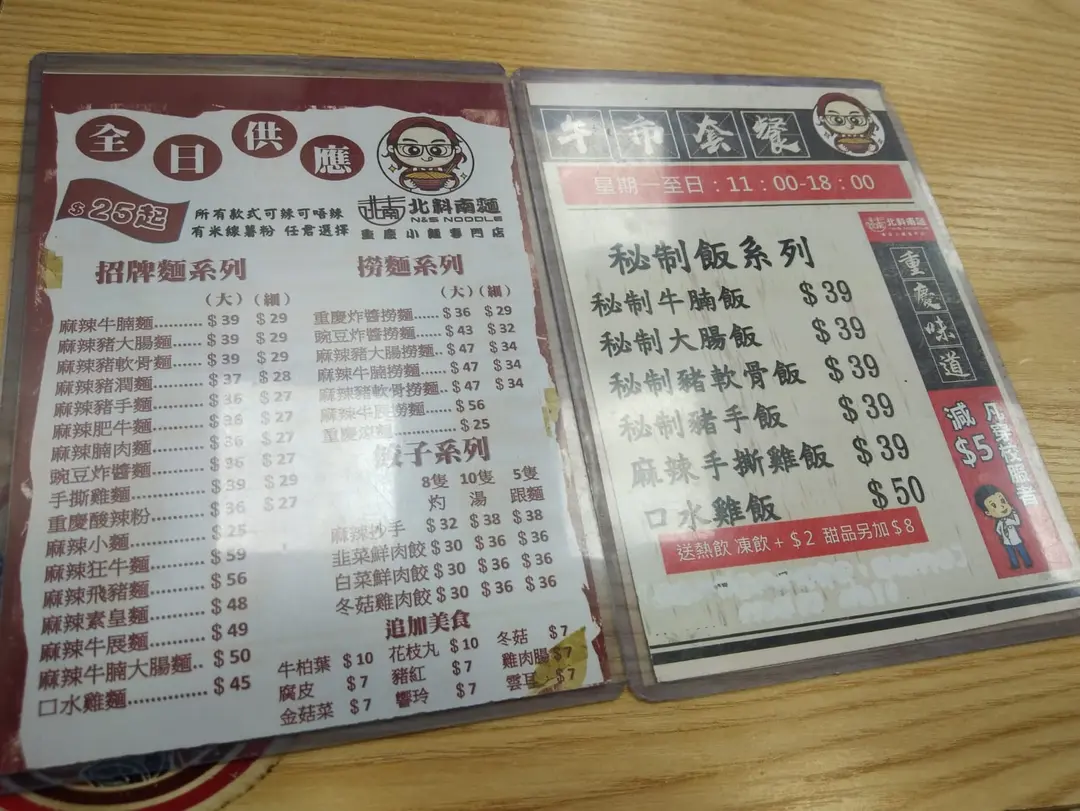 全日供應
$25起
所有款式可辣可唔辣
有米線薯粉 任君選擇
北斟南麵
N&S NOODLE
重慶小麵專門店
招牌麵系列
(大) (細)
麻辣牛腩麵 $39 $29
麻辣豬大腸麵 $39 $29
麻辣豬軟骨麵 $39 $29
麻辣豬潤麵 $37 $28
麻辣豬手麵 $36 $27
麻辣肥牛麵 $36 $27
麻辣腩肉麵 $36 $27
豌豆炸醬麵 $36 $27
手撕雞麵 $39 $29
重慶酸辣粉 $36 $27
麻辣小麵 $25
麻辣狂牛麵 $59
麻辣飛豬麵 $56
麻辣素皇麵 $48
麻辣牛展麵 $49
麻辣牛腩大腸麵 $50
口水雞麵 $45
撈麵系列
(大) (細)
重慶炸醬撈麵 $36 $29
豌豆炸醬撈麵 $43 $32
麻辣豬大腸撈麵 $47 $34
麻辣牛腩撈麵 $47 $34
麻辣豬軟骨撈麵 $47 $34
麻辣牛展撈麵 $56
$25
餃子系列
8隻 10隻 5隻
灼 湯 跟麵
麻辣抄手 $32 $38 $38
韭菜鮮肉餃 $30 $36 $36
白菜鮮肉餃 $30 $36 $36
冬菇雞肉餃 $30 $36 $36
追加美食
牛柏葉 $10 花枝丸 $10 冬菇 $7
腐皮 $7 豬紅 $7 雞肉腸 $7
金菇菜 $7 響玲 $7 雲耳 $7
午市套餐
星期一至日：11：00-18：00
秘制飯系列
秘制牛腩飯 $39
秘制大腸飯 $39
秘制豬軟骨飯 $39
秘制豬手飯 $39
麻辣手撕雞飯 $39
口水雞飯 $50
送熱飲 凍飲+$2 甜品另加$8
北斟南麵
重慶味道
凡穿校服者
減$5